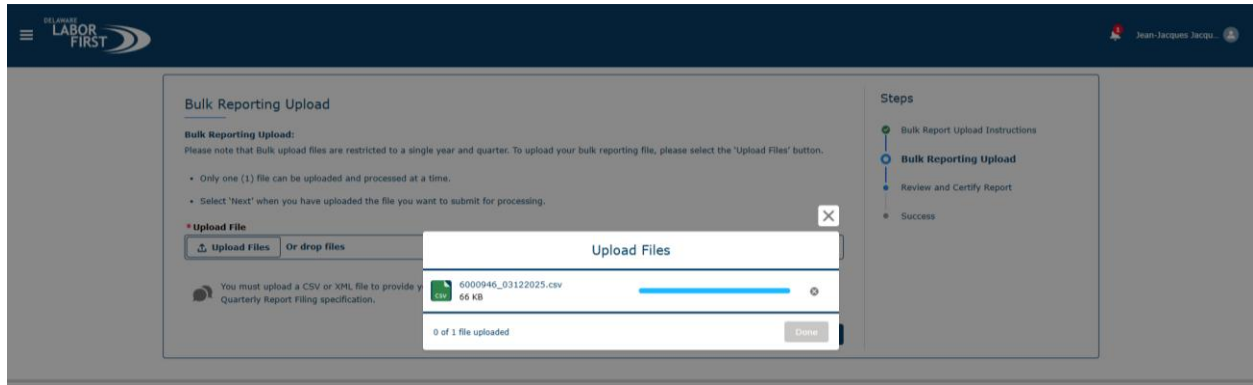 DELAWARE
LABOR
FIRST
1
Jean-Jacques Jacqu...
Bulk Reporting Upload
Bulk Reporting Upload:
Please note that Bulk upload files are restricted to a single year and quarter. To upload your bulk reporting file, please select the 'Upload Files' button.
• Only one (1) file can be uploaded and processed at a time.
• Select 'Next' when you have uploaded the file you want to submit for processing.
* Upload File
Upload Files Or drop files
You must upload a CSV or XML file to provide
Quarterly Report Filing specification.
Upload Files
CSV
6000946_03122025.csv
66 KB
0 of 1 file uploaded
Done
Steps
Bulk Report Upload Instructions
Bulk Reporting Upload
Review and Certify Report
Success